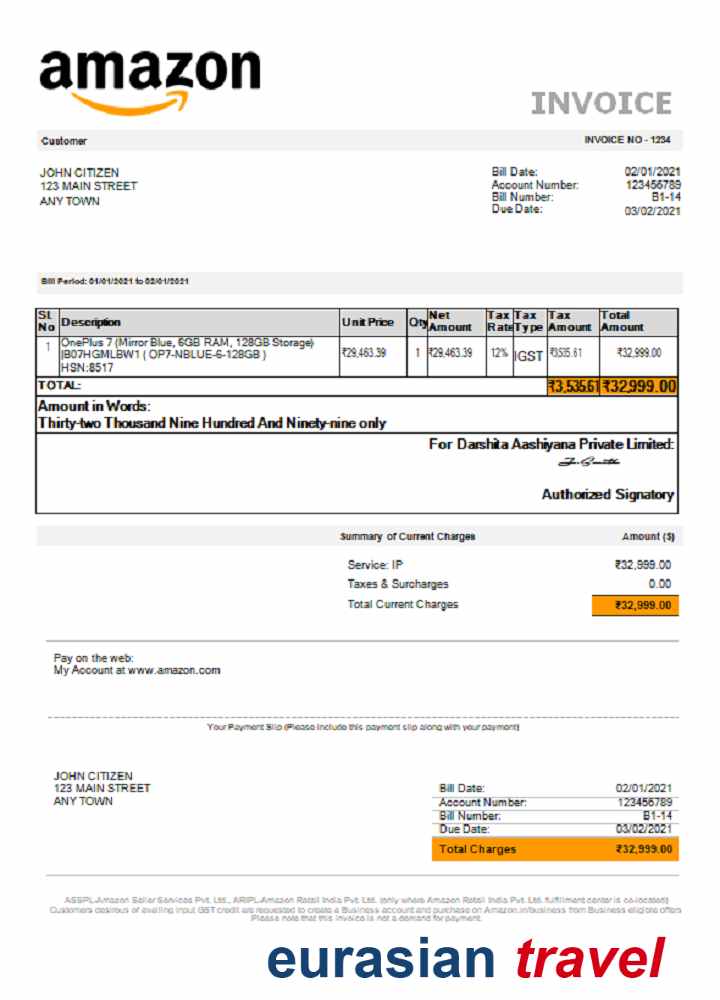 amazon
INVOICE
Customer
INVOICE NO - 1234
JOHN CITIZEN
123 MAIN STREET
ANY TOWN
Bill Date: 02/01/2021
Account Number: 123456789
Bill Number: B1-14
Due Date: 03/02/2021
Bill Period: 01/01/2021 to 02/01/2021
SL No Description Unit Price Qty Net Amount Tax Rate Tax Type Tax Amount Total Amount
1 OnePlus 7 (Mirror Blue, 6GB RAM, 128GB Storage) ₹29,463.39 1 ₹29,463.39 12% IGST ₹3535.61 ₹32,999.00
|B07HGMLBW1 ( OP7-NBLUE-6-128GB )
HSN:8517
TOTAL: ₹3,535.61 ₹32,999.00
Amount in Words:
Thirty-two Thousand Nine Hundred And Ninety-nine only
For Darshita Aashiyana Private Limited:
J. Smith
Authorized Signatory
Summary of Current Charges Amount ($)
Service: IP ₹32,999.00
Taxes & Surcharges 0.00
Total Current Charges ₹32,999.00
Pay on the web:
My Account at www.amazon.com
Your Payment Slip (Please include this payment slip along with your payment)
JOHN CITIZEN
123 MAIN STREET
ANY TOWN
Bill Date: 02/01/2021
Account Number: 123456789
Bill Number: B1-14
Due Date: 03/02/2021
Total Charges ₹32,999.00
ASSPL-Amazon Seller Services Pvt. Ltd., ARIPL-Amazon Retail India Pvt. Ltd. (only where Amazon Retail India Pvt. Ltd. fulfillment center is co-located)
Customers desirous of availing input GST credit are requested to create a Business account and purchase on Amazon.in/business from Business eligible offers
Please note that this invoice is not a demand for payment.
eurasian travel